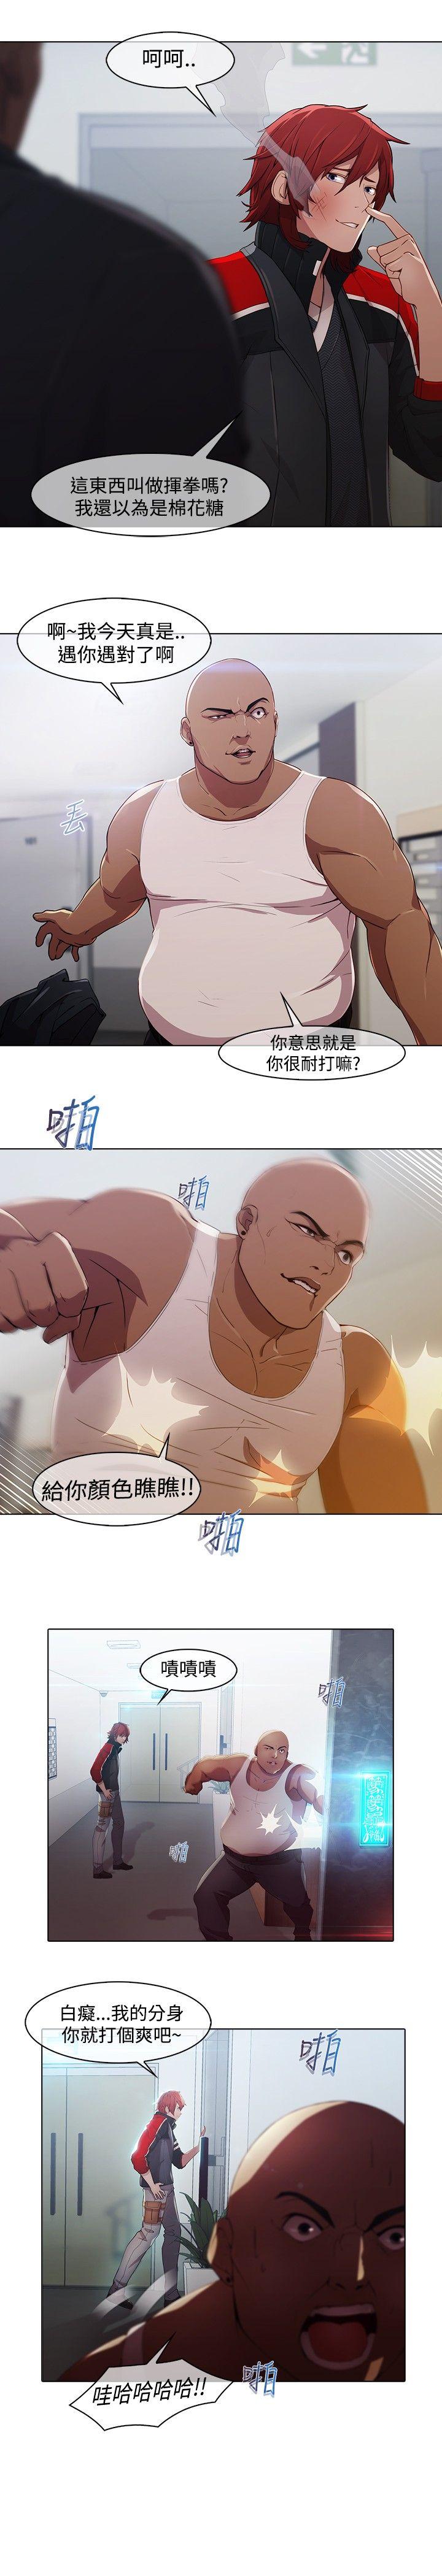 呵呵..
這東西叫做揮拳嗎?
我還以為是棉花糖
啊~我今天真是..
遇你遇對了啊
丟
你意思就是
你很耐打嘛?
啪
啪
給你顏色瞧瞧!!
啪
嘖嘖嘖
啪
啪
白癡...我的分身
你就打個爽吧~
啪
啪
哇哈哈哈哈!!